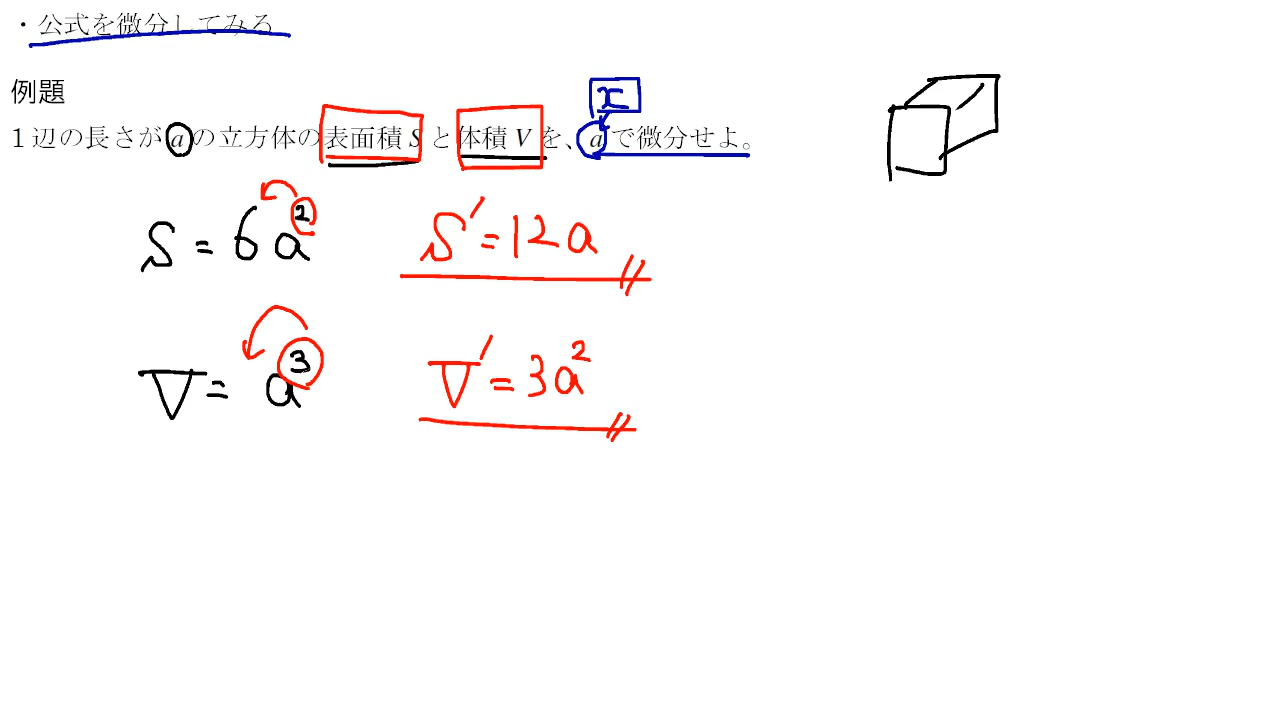 ・公式を微分してみろ
例題
x
1辺の長さがaの立方体の表面積Sと体積Vを、aで微分せよ。
S = 6a² S' = 12a
V = a³ V' = 3a²